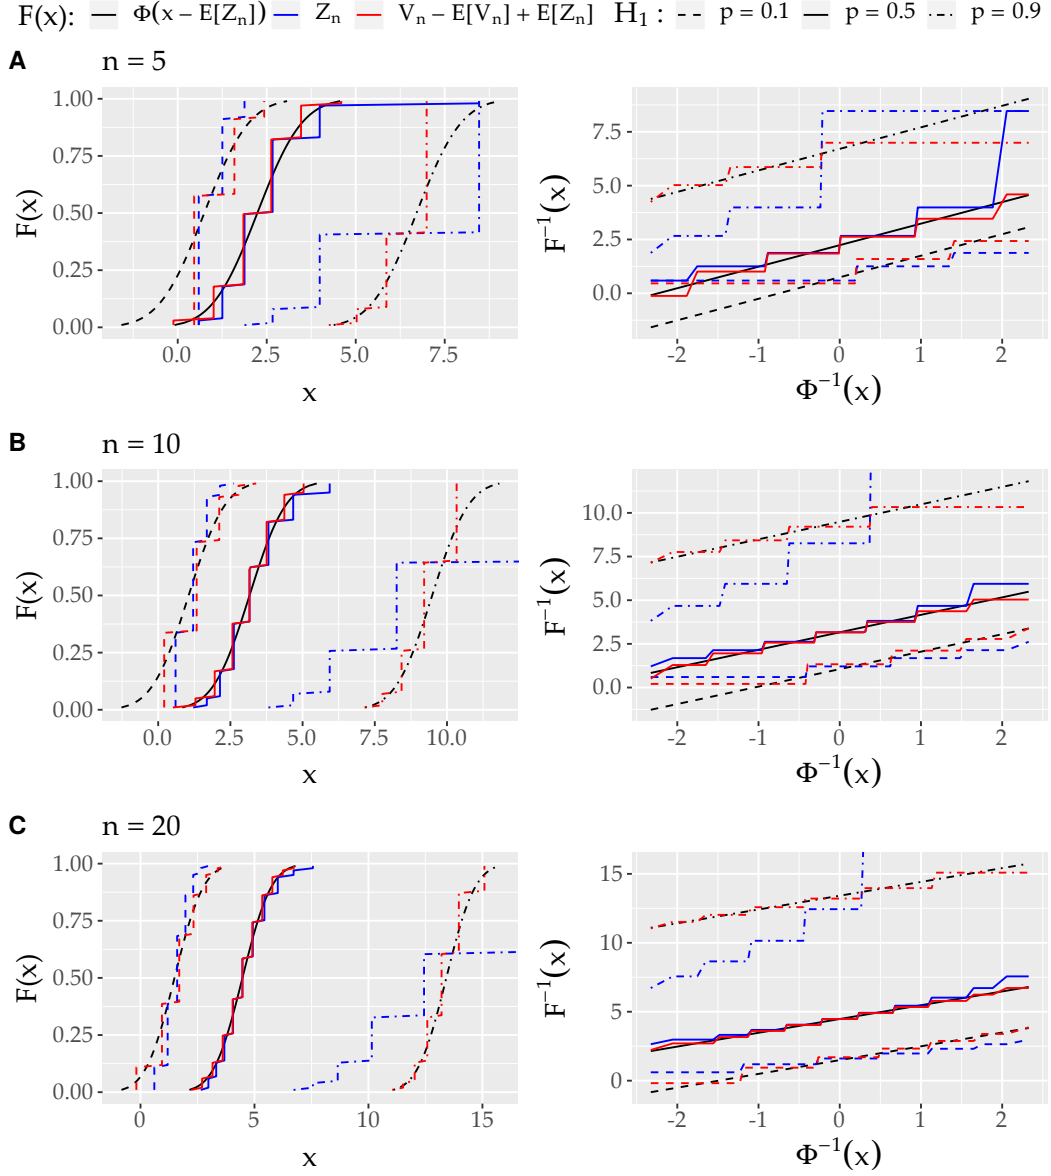 F(x): Φ(x − E[Zₙ]) Zₙ Vₙ − E[Vₙ] + E[Zₙ] H₁ : p = 0.1 p = 0.5 p = 0.9
A n = 5
1.00
0.75
0.50
0.25
0.00
F(x)
0.0 2.5 5.0 7.5
x
7.5
5.0
2.5
0.0
F⁻¹(x)
-2 -1 0 1 2
Φ⁻¹(x)
B n = 10
1.00
0.75
0.50
0.25
0.00
F(x)
0.0 2.5 5.0 7.5 10.0
x
10.0
7.5
5.0
2.5
0.0
F⁻¹(x)
-2 -1 0 1 2
Φ⁻¹(x)
C n = 20
1.00
0.75
0.50
0.25
0.00
F(x)
0 5 10 15
x
15
10
5
0
F⁻¹(x)
-2 -1 0 1 2
Φ⁻¹(x)